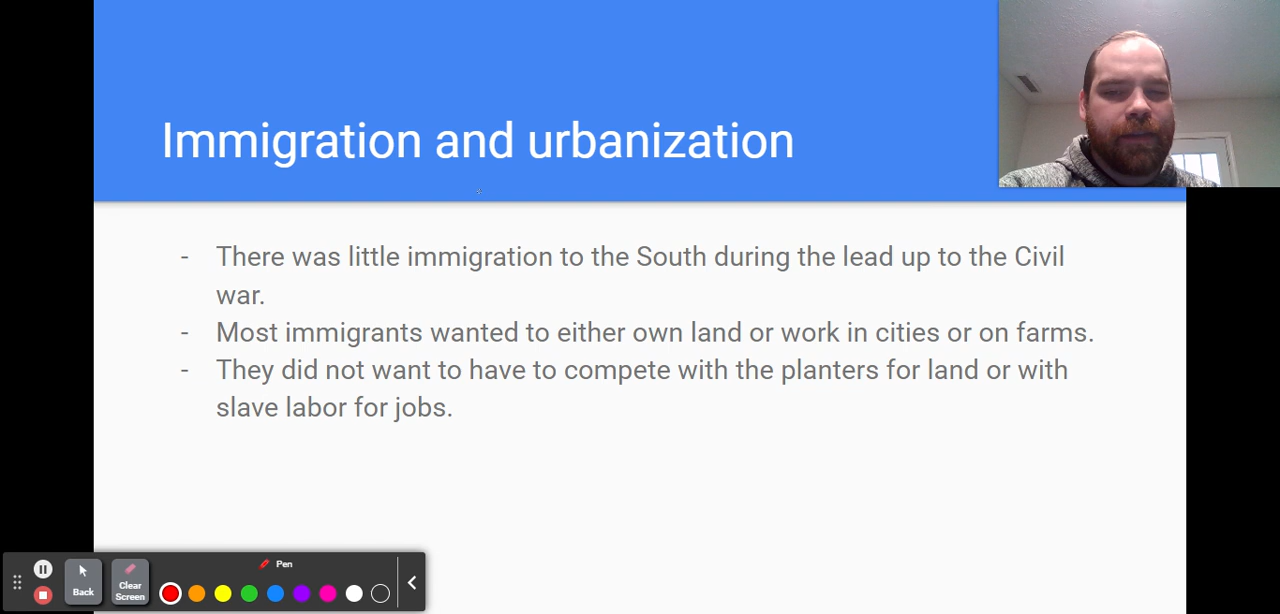 Immigration and urbanization
- There was little immigration to the South during the lead up to the Civil
war.
- Most immigrants wanted to either own land or work in cities or on farms.
- They did not want to have to compete with the planters for land or with
slave labor for jobs.
Pen
Back
Clear
Screen